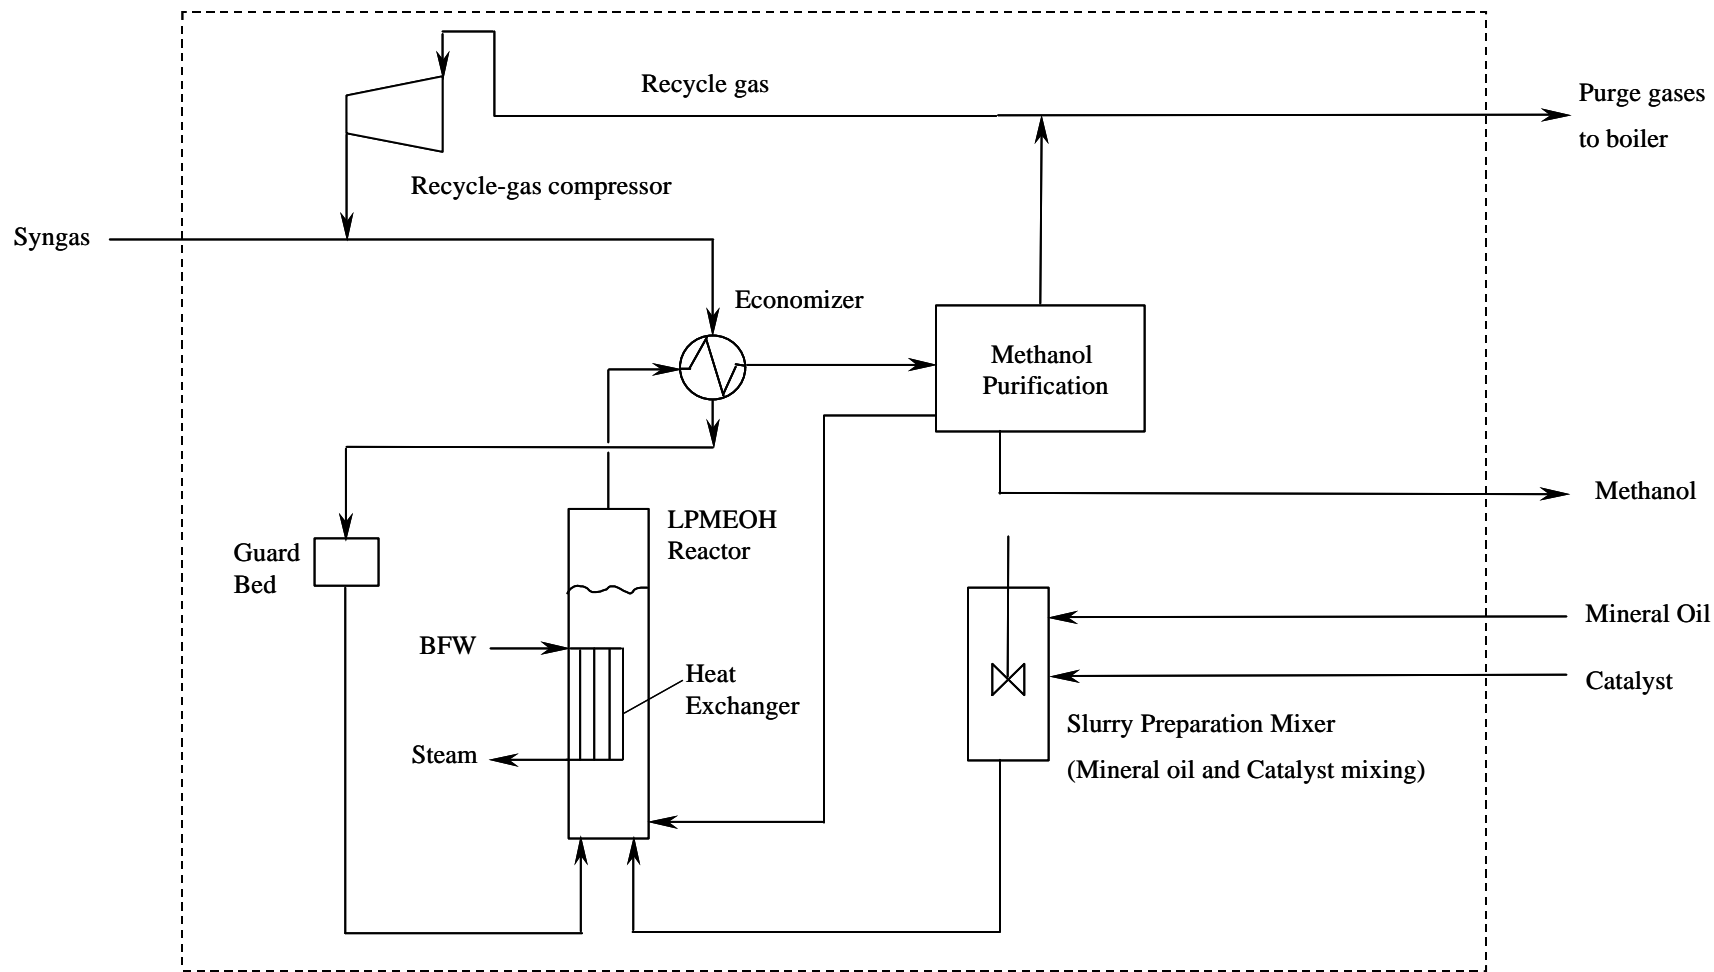 Recycle gas
Purge gases
to boiler
Recycle-gas compressor
Syngas
Economizer
Methanol
Purification
Methanol
LPMEOH
Reactor
Guard
Bed
BFW
Heat
Exchanger
Steam
Mineral Oil
Catalyst
Slurry Preparation Mixer
(Mineral oil and Catalyst mixing)